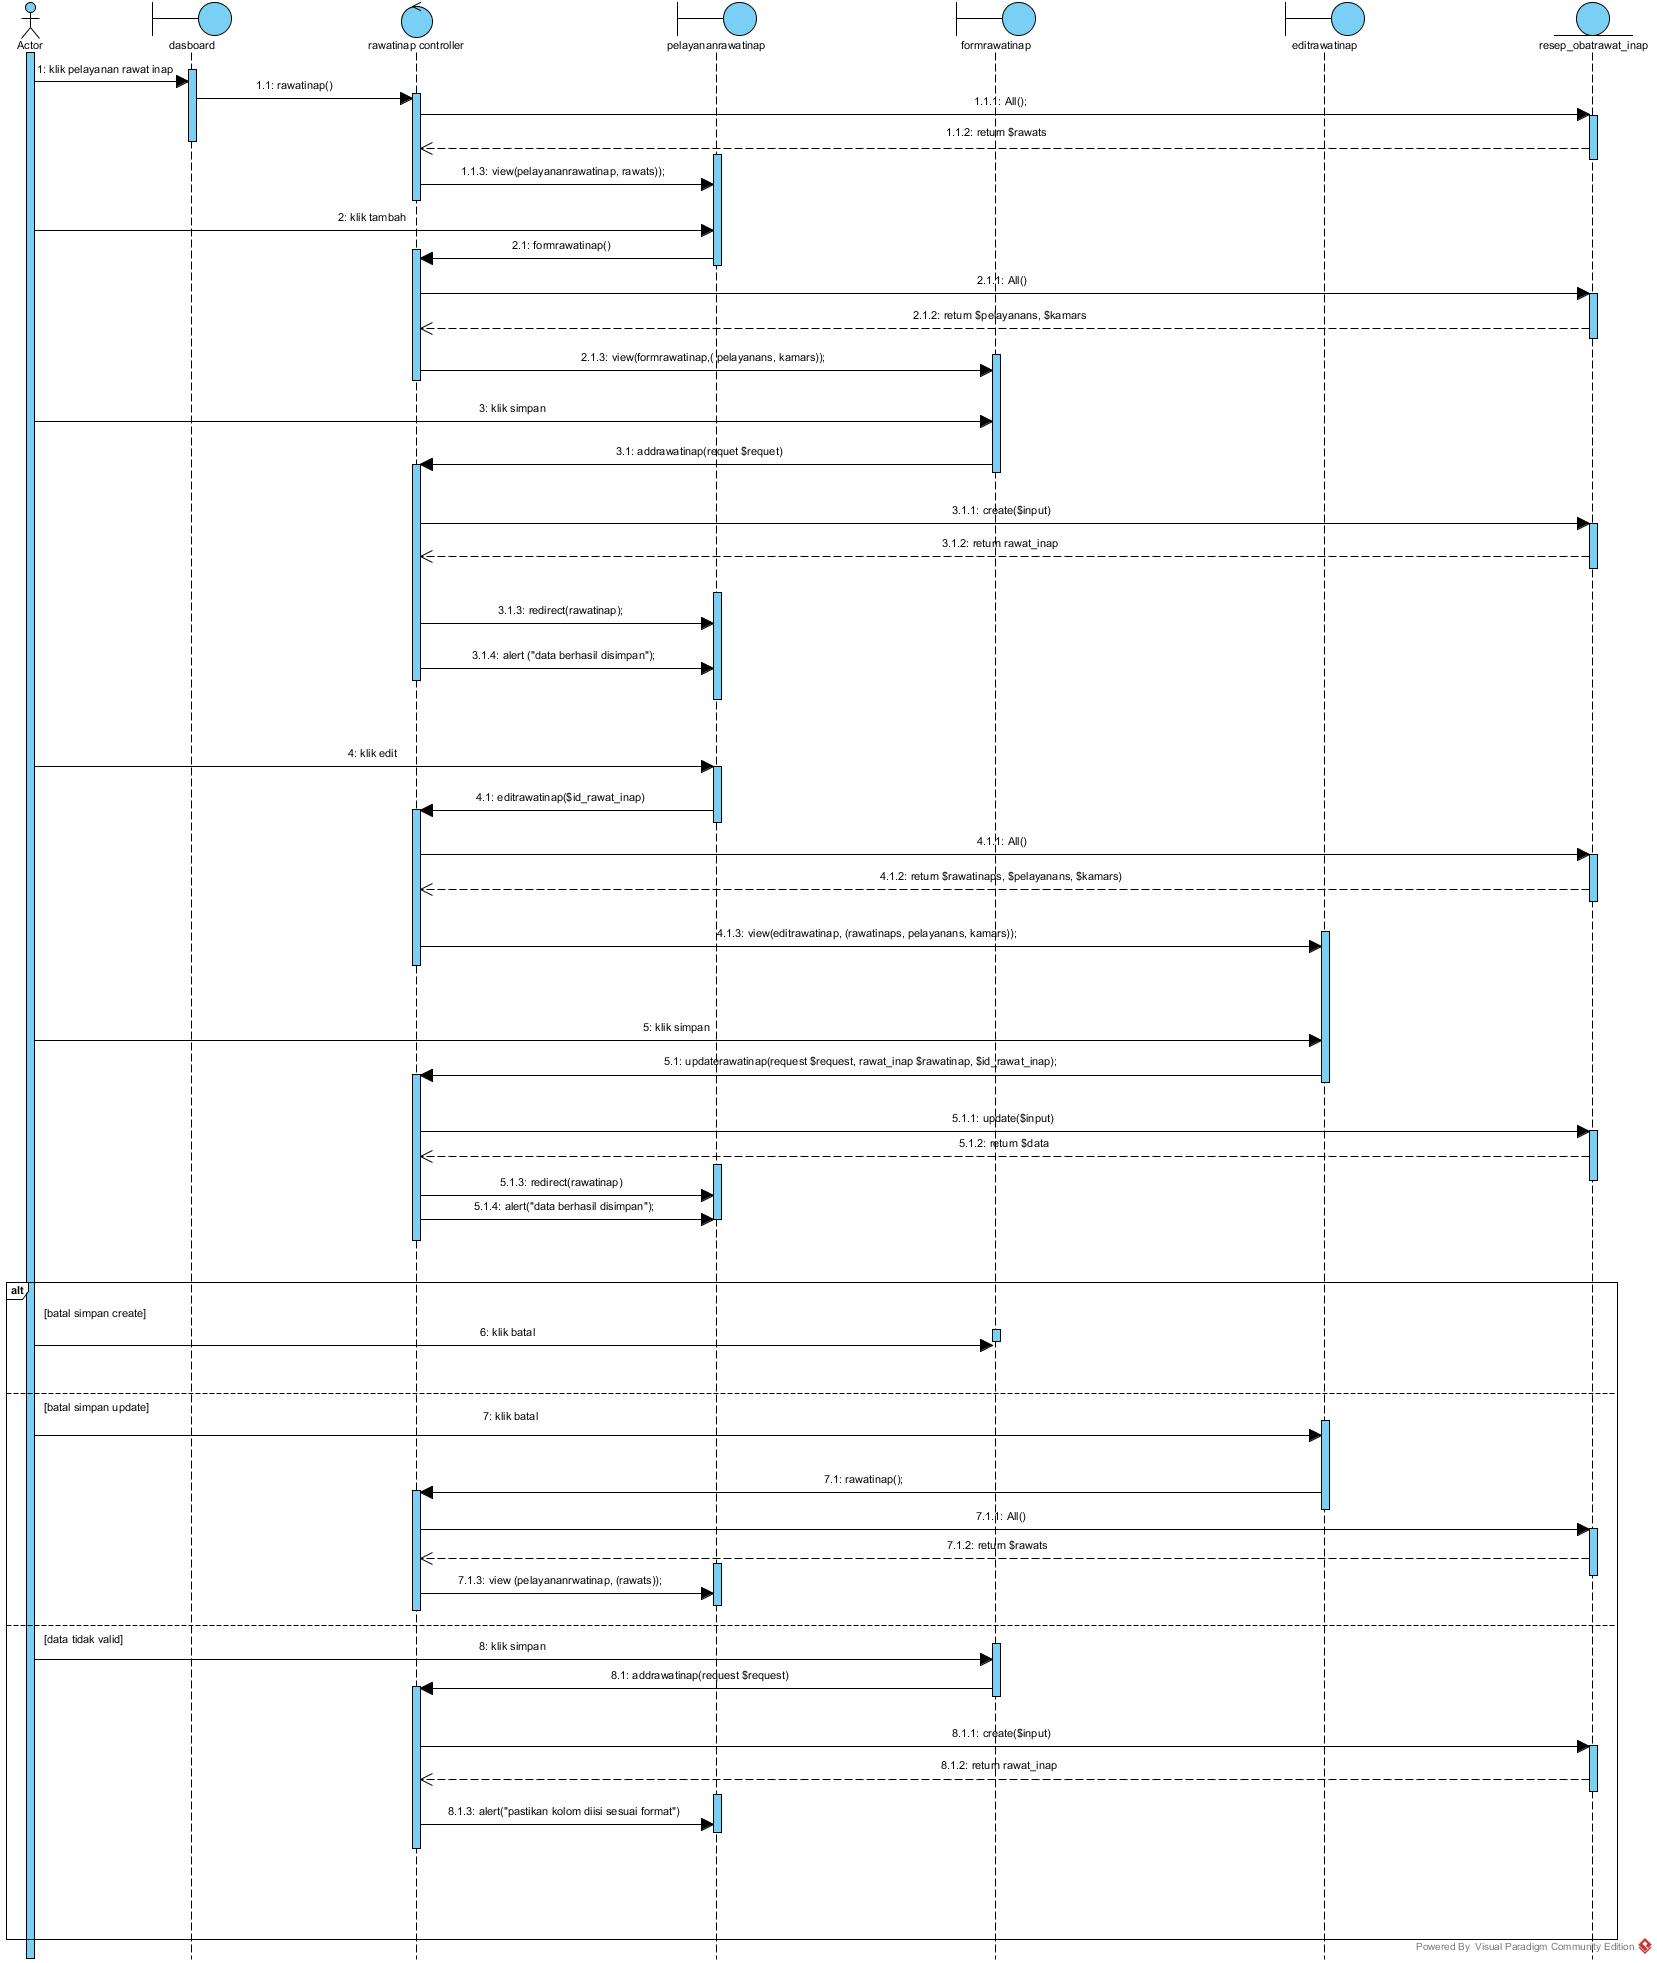 Actor
dasboard
rawatinap controller
pelayananrawatinap
formrawatinap
editrawatinap
resep_obatrawat_inap
1: klik pelayanan rawat inap
1.1: rawatinap()
1.1.1: All();
1.1.2: return $rawats
1.1.3: view(pelayananrawatinap, rawats));
2: klik tambah
2.1: formrawatinap()
2.1.1: All()
2.1.2: return $pelayanans, $kamars
2.1.3: view(formrawatinap,( pelayanans, kamars));
3: klik simpan
3.1: addrawatinap(requet $requet)
3.1.1: create($input)
3.1.2: return rawat_inap
3.1.3: redirect(rawatinap);
3.1.4: alert ("data berhasil disimpan");
4: klik edit
4.1: editrawatinap($id_rawat_inap)
4.1.1: All()
4.1.2: return $rawatinaps, $pelayanans, $kamars)
4.1.3: view(editrawatinap, (rawatinaps, pelayanans, kamars));
5: klik simpan
5.1: updaterawatinap(request $request, rawat_inap $rawatinap, $id_rawat_inap);
5.1.1: update($input)
5.1.2: return $data
5.1.3: redirect(rawatinap)
5.1.4: alert("data berhasil disimpan");
alt
[batal simpan create]
6: klik batal
[batal simpan update]
7: klik batal
7.1: rawatinap();
7.1.1: All()
7.1.2: return $rawats
7.1.3: view (pelayananrwatinap, (rawats));
[data tidak valid]
8: klik simpan
8.1: addrawatinap(request $request)
8.1.1: create($input)
8.1.2: return rawat_inap
8.1.3: alert("pastikan kolom diisi sesuai format")
Powered By Visual Paradigm Community Edition